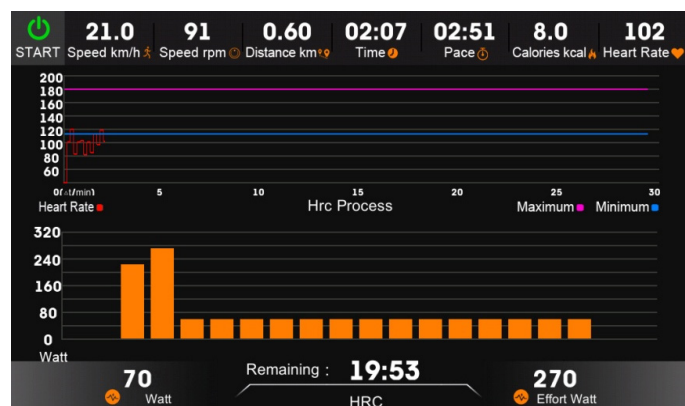 21.0 91 0.60 02:07 02:51 8.0 102
START Speed km/h Speed rpm Distance km Time Pace Calories kcal Heart Rate
200
180
160
140
120
100
80
60
0(Δt/min) 5 10 15 20 25 30
Heart Rate Hrc Process Maximum Minimum
320
240
160
80
0
Watt
70 Remaining : 19:53 270
Watt HRC Effort Watt